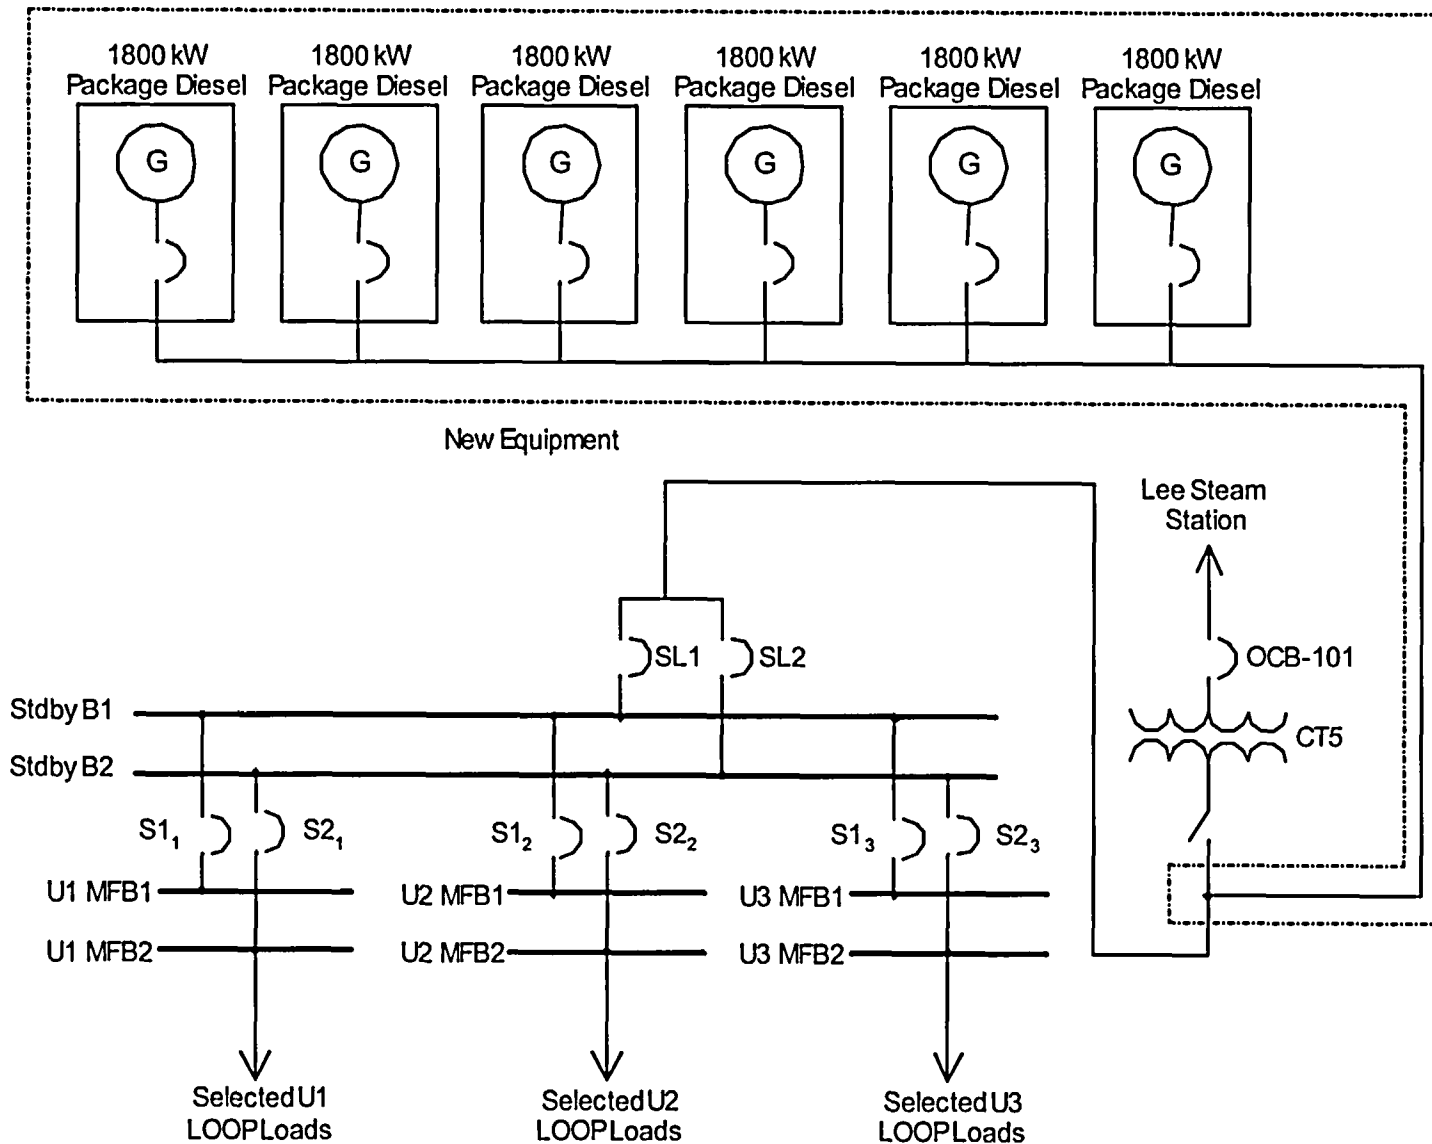 1800 kW
Package Diesel
1800 kW
Package Diesel
1800 kW
Package Diesel
1800 kW
Package Diesel
1800 kW
Package Diesel
1800 kW
Package Diesel
G
G
G
G
G
G
New Equipment
Lee Steam
Station
SL1
SL2
OCB-101
Stdby B1
CT5
Stdby B2
S1₁
S2₁
S1₂
S2₂
S1₃
S2₃
U1 MFB1
U2 MFB1
U3 MFB1
U1 MFB2
U2 MFB2
U3 MFB2
Selected U1
LOOP Loads
Selected U2
LOOP Loads
Selected U3
LOOP Loads